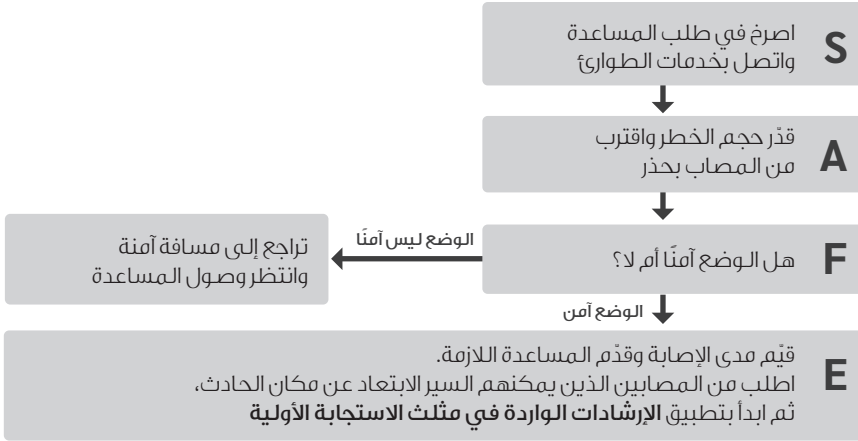 S
اصرخ في طلب المساعدة
واتصل بخدمات الطوارئ
A
قدّر حجم الخطر واقترب
من المصاب بحذر
F
هل الوضع آمنًا أم لا؟
الوضع ليس آمنًا
تراجع إلى مسافة آمنة
وانتظر وصول المساعدة
الوضع آمن
E
قيّم مدى الإصابة وقدّم المساعدة اللازمة.
اطلب من المصابين الذين يمكنهم السير الابتعاد عن مكان الحادث،
ثم ابدأ بتطبيق الإرشادات الواردة في مثلث الاستجابة الأولية